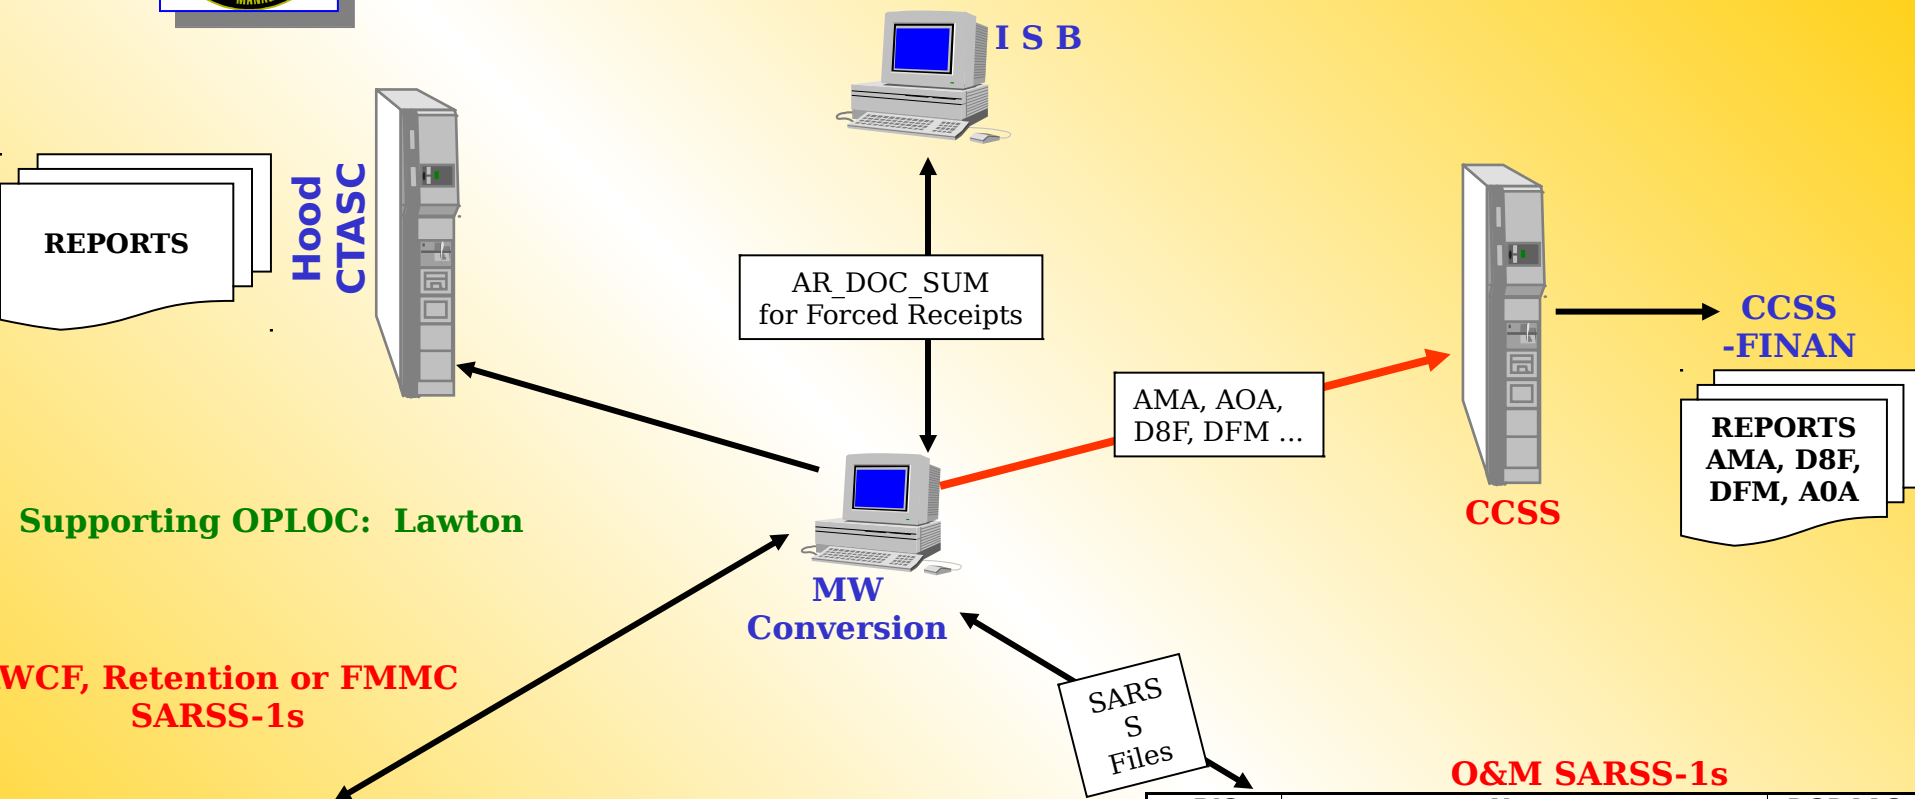 I S B
Hood
CTASC
REPORTS
AR_DOC_SUM
for Forced Receipts
CCSS
-FINAN
AMA, AOA,
D8F, DFM ...
REPORTS
AMA, D8F,
DFM, A0A
CCSS
Supporting OPLOC: Lawton
MW
Conversion
WCF, Retention or FMMC
SARSS-1s
SARS
S
Files
O&M SARSS-1s